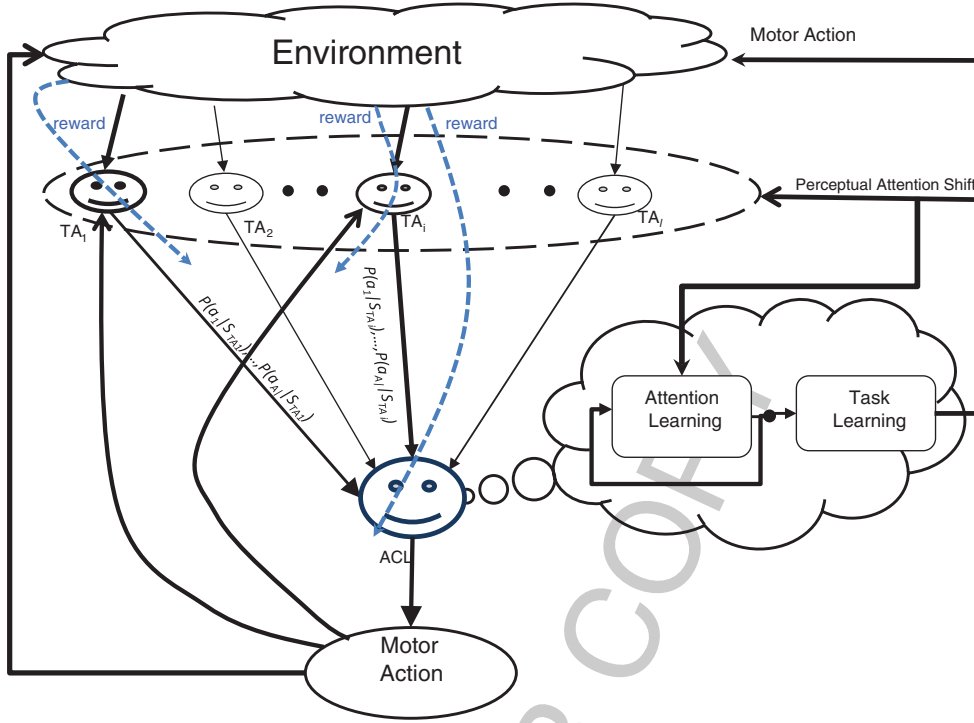 Environment
Motor Action
reward
reward
reward
Perceptual Attention Shift
TA1
TA2
TAi
TAl
P(a1|STA1),...,P(aA|STA1)
P(a1|STAi),...,P(aA|STAi)
Attention
Learning
Task
Learning
ACL
Motor
Action
COPY